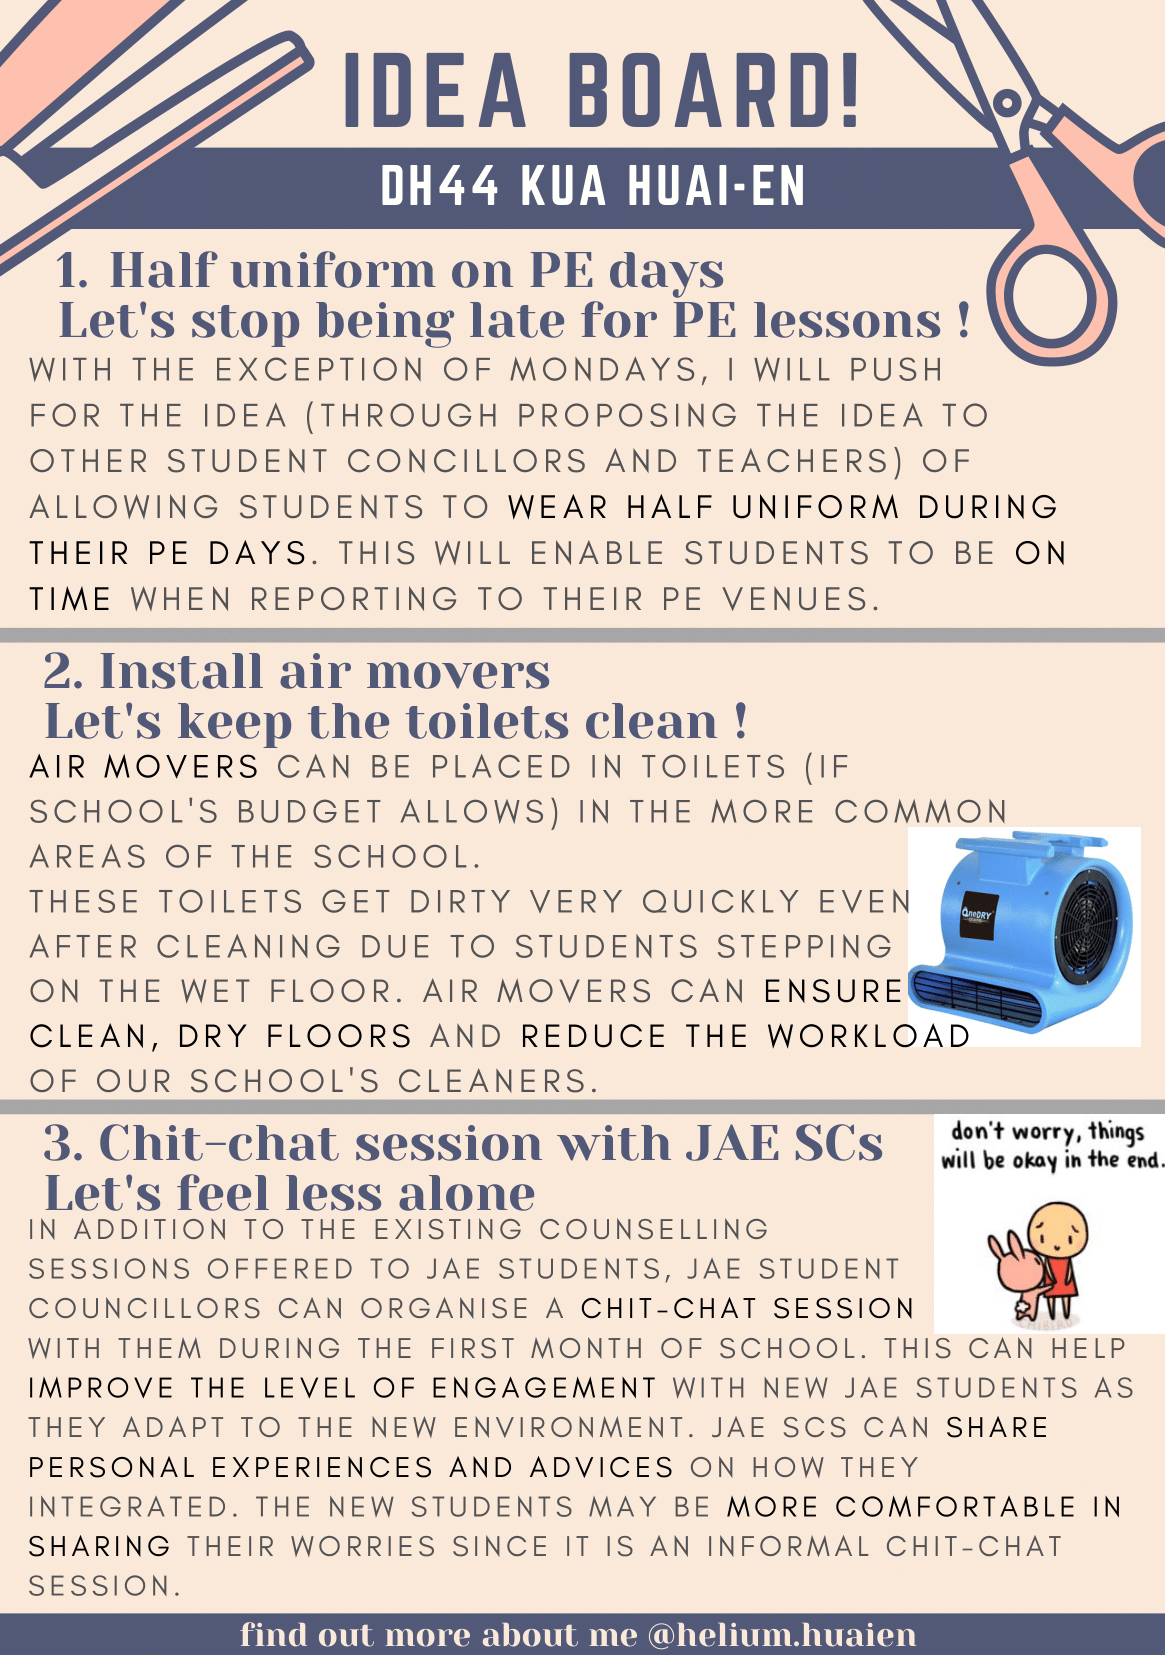 IDEA BOARD!
DH44 KUA HUAI-EN
1. Half uniform on PE days
Let's stop being late for PE lessons !
WITH THE EXCEPTION OF MONDAYS, I WILL PUSH
FOR THE IDEA (THROUGH PROPOSING THE IDEA TO
OTHER STUDENT CONCILLORS AND TEACHERS) OF
ALLOWING STUDENTS TO WEAR HALF UNIFORM DURING
THEIR PE DAYS. THIS WILL ENABLE STUDENTS TO BE ON
TIME WHEN REPORTING TO THEIR PE VENUES.
2. Install air movers
Let's keep the toilets clean !
AIR MOVERS CAN BE PLACED IN TOILETS (IF
SCHOOL'S BUDGET ALLOWS) IN THE MORE COMMON
AREAS OF THE SCHOOL.
THESE TOILETS GET DIRTY VERY QUICKLY EVEN
AFTER CLEANING DUE TO STUDENTS STEPPING
ON THE WET FLOOR. AIR MOVERS CAN ENSURE
CLEAN, DRY FLOORS AND REDUCE THE WORKLOAD
OF OUR SCHOOL'S CLEANERS.
OneDRY
3. Chit-chat session with JAE SCs
Let's feel less alone
don't worry, things
will be okay in the end.
IN ADDITION TO THE EXISTING COUNSELLING
SESSIONS OFFERED TO JAE STUDENTS, JAE STUDENT
COUNCILLORS CAN ORGANISE A CHIT-CHAT SESSION
WITH THEM DURING THE FIRST MONTH OF SCHOOL. THIS CAN HELP
IMPROVE THE LEVEL OF ENGAGEMENT WITH NEW JAE STUDENTS AS
THEY ADAPT TO THE NEW ENVIRONMENT. JAE SCS CAN SHARE
PERSONAL EXPERIENCES AND ADVICES ON HOW THEY
INTEGRATED. THE NEW STUDENTS MAY BE MORE COMFORTABLE IN
SHARING THEIR WORRIES SINCE IT IS AN INFORMAL CHIT-CHAT
SESSION.
find out more about me @helium.huaien